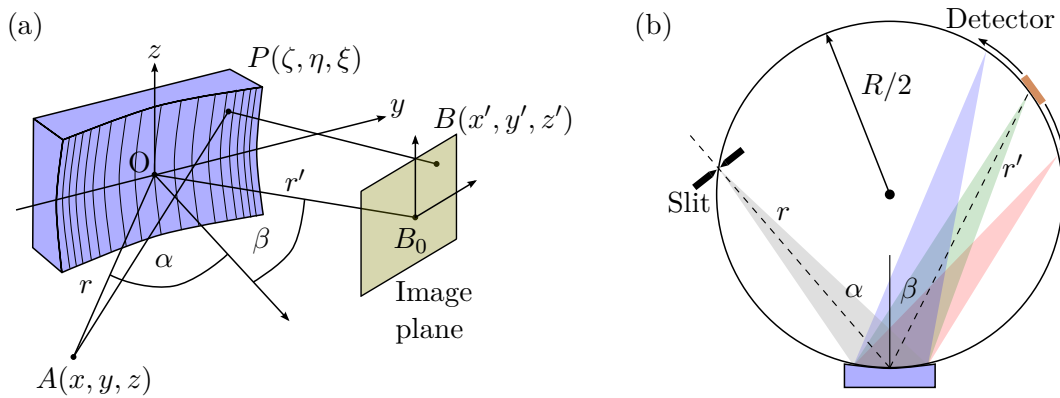 (a)
z
P(ζ, η, ξ)
y
B(x′, y′, z′)
O
r′
B₀
β
α
r
Image
plane
A(x, y, z)
(b)
Detector
R/2
Slit
r
r′
α
β